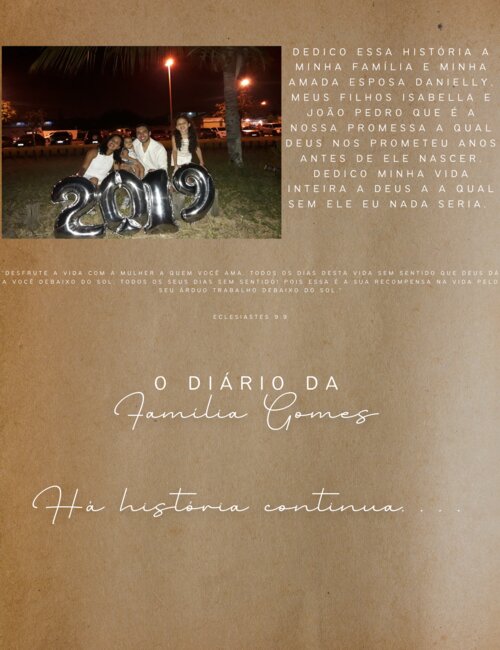 DEDICO ESSA HISTÓRIA A
MINHA FAMÍLIA E MINHA
AMADA ESPOSA DANIELLY,
MEUS FILHOS ISABELLA E
JOÃO PEDRO QUE É A
NOSSA PROMESSA A QUAL
DEUS NOS PROMETEU ANOS
ANTES DE ELE NASCER.
DEDICO MINHA VIDA
INTEIRA A DEUS A A QUAL
SEM ELE EU NADA SERIA.
2019
"DESFRUTE A VIDA COM A MULHER A QUEM VOCÊ AMA, TODOS OS DIAS DESTA VIDA SEM SENTIDO QUE DEUS DÁ
A VOCÊ DEBAIXO DO SOL; TODOS OS SEUS DIAS SEM SENTIDO! POIS ESSA É A SUA RECOMPENSA NA VIDA PELO
SEU ÁRDUO TRABALHO DEBAIXO DO SOL."
ECLESIASTES 9:9
O DIÁRIO DA
Família Gomes
Há história continua. . . .